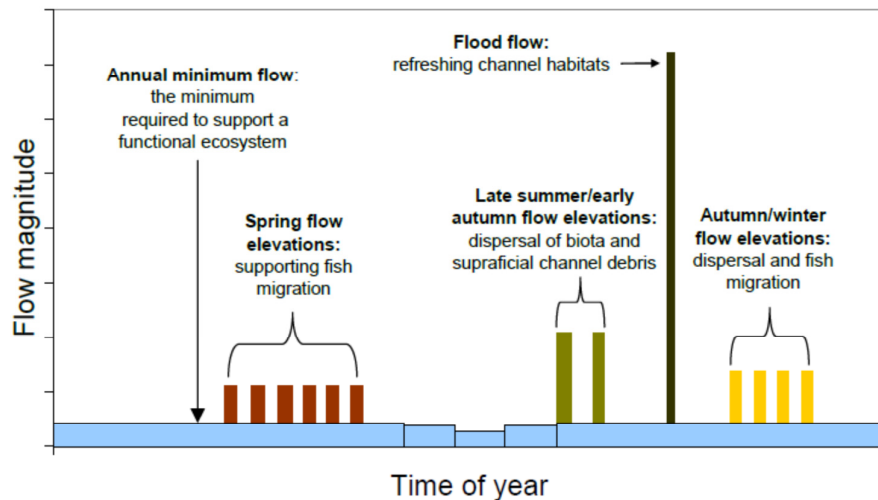 Flood flow:
refreshing channel habitats
Annual minimum flow:
the minimum
required to support a
functional ecosystem
Spring flow
elevations:
supporting fish
migration
Late summer/early
autumn flow elevations:
dispersal of biota and
supraficial channel debris
Autumn/winter
flow elevations:
dispersal and fish
migration
Flow magnitude
Time of year